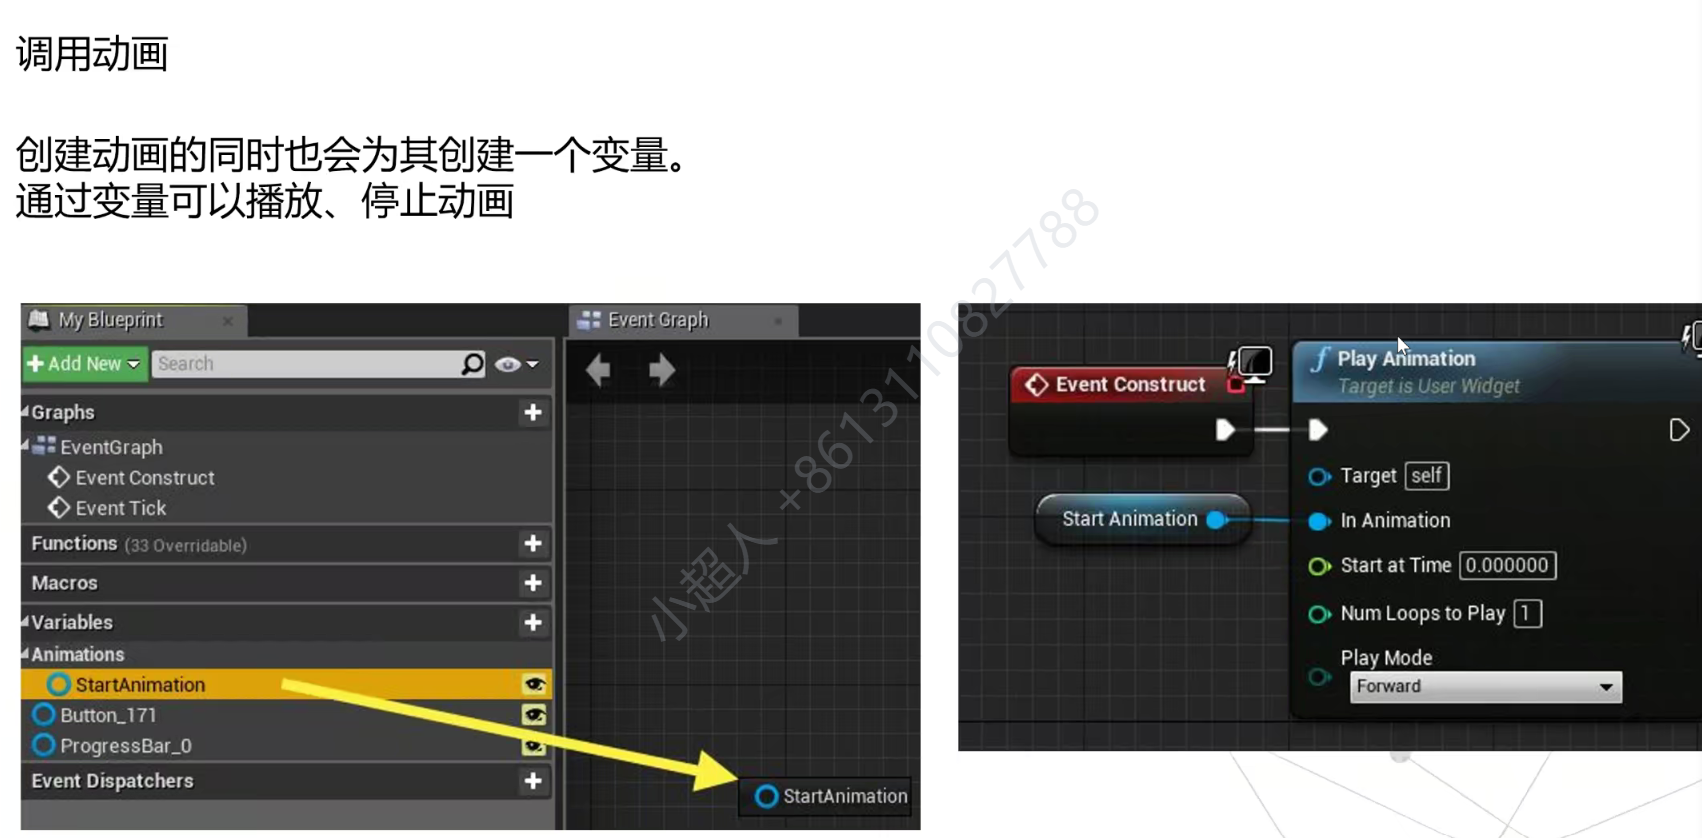 调用动画
创建动画的同时也会为其创建一个变量。
通过变量可以播放、停止动画
My Blueprint
Add New
Search
Graphs
EventGraph
Event Construct
Event Tick
Functions (33 Overridable)
Macros
Variables
Animations
StartAnimation
Button_171
ProgressBar_0
Event Dispatchers
Event Graph
StartAnimation
Event Construct
Start Animation
f Play Animation
Target is User Widget
Target self
In Animation
Start at Time 0.000000
Num Loops to Play 1
Play Mode
Forward
小超人 +8613110827788